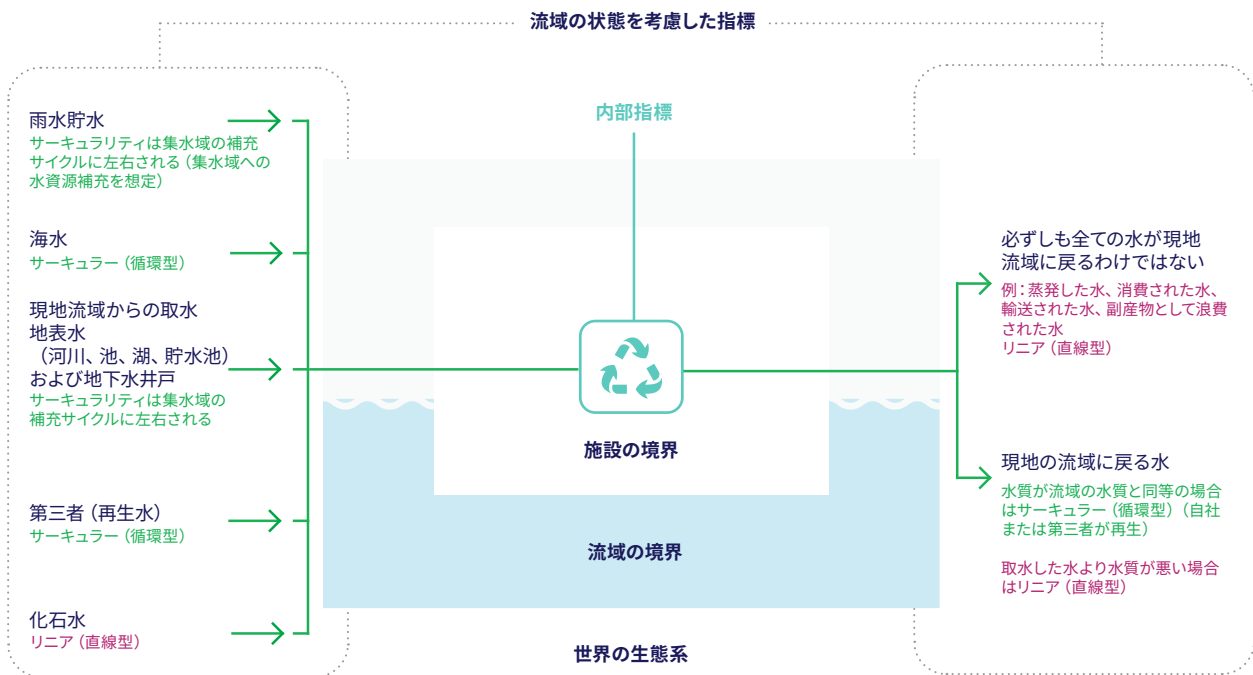 流域の状態を考慮した指標
雨水貯水
サーキュラリティは集水域の補充
サイクルに左右される（集水域への
水資源補充を想定）
海水
サーキュラー（循環型）
現地流域からの取水
地表水
（河川、池、湖、貯水池）
および地下水井戸
サーキュラリティは集水域の
補充サイクルに左右される
第三者（再生水）
サーキュラー（循環型）
化石水
リニア（直線型）
内部指標
施設の境界
流域の境界
世界の生態系
必ずしも全ての水が現地
流域に戻るわけではない
例：蒸発した水、消費された水、
輸送された水、副産物として浪費
された水
リニア（直線型）
現地の流域に戻る水
水質が流域の水質と同等の場合
はサーキュラー（循環型）（自社
または第三者が再生）
取水した水より水質が悪い場合
はリニア（直線型）